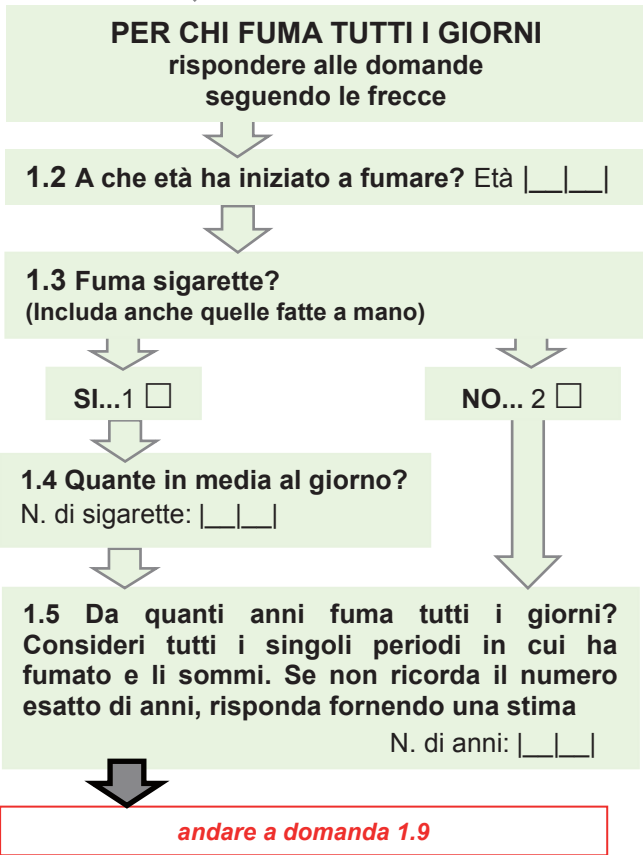 PER CHI FUMA TUTTI I GIORNI
rispondere alle domande
seguendo le frecce
1.2 A che età ha iniziato a fumare? Età |__|__|
1.3 Fuma sigarette?
(Includa anche quelle fatte a mano)
SI...1 □
NO... 2 □
1.4 Quante in media al giorno?
N. di sigarette: |__|__|
1.5 Da quanti anni fuma tutti i giorni?
Consideri tutti i singoli periodi in cui ha
fumato e li sommi. Se non ricorda il numero
esatto di anni, risponda fornendo una stima
N. di anni: |__|__|
andare a domanda 1.9